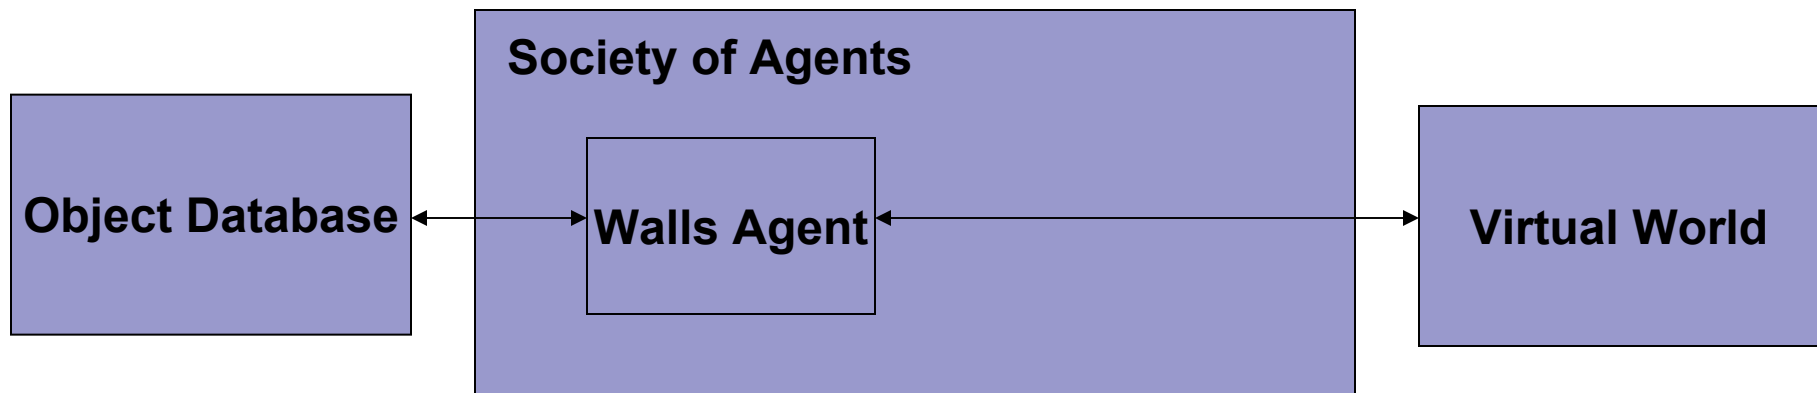 Society of Agents
Object Database
Walls Agent
Virtual World